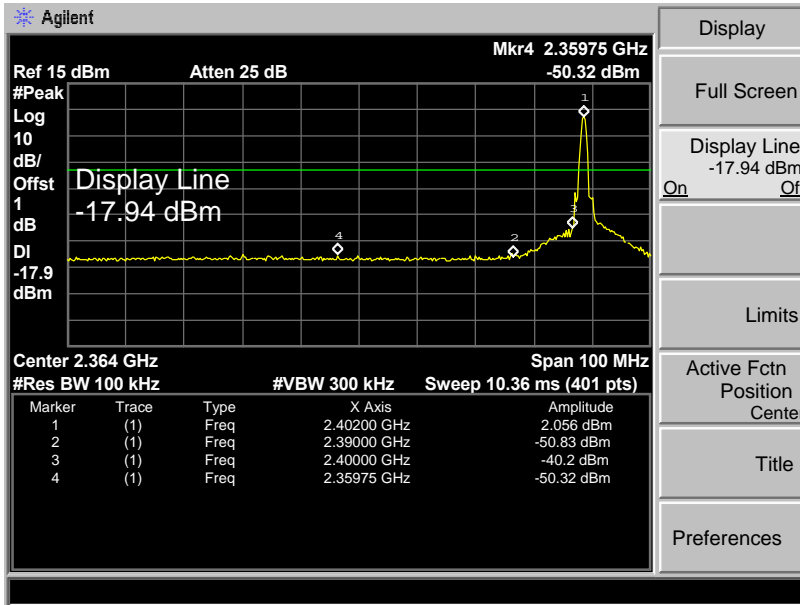 Agilent
Mkr4 2.35975 GHz
Ref 15 dBm Atten 25 dB -50.32 dBm
#Peak
Log
10
dB/
Offst
1
dB
DI
-17.9
dBm
Display Line
-17.94 dBm
1
2
3
4
Center 2.364 GHz Span 100 MHz
#Res BW 100 kHz #VBW 300 kHz Sweep 10.36 ms (401 pts)
Marker Trace Type X Axis Amplitude
1 (1) Freq 2.40200 GHz 2.056 dBm
2 (1) Freq 2.39000 GHz -50.83 dBm
3 (1) Freq 2.40000 GHz -40.2 dBm
4 (1) Freq 2.35975 GHz -50.32 dBm
Display
Full Screen
Display Line
-17.94 dBm
On Of
Limits
Active Fctn
Position
Center
Title
Preferences